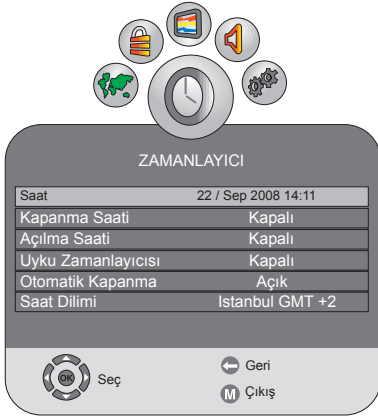 ZAMANLAYICI
Saat 22 / Sep 2008 14:11
Kapanma Saati Kapalı
Açılma Saati Kapalı
Uyku Zamanlayıcısı Kapalı
Otomatik Kapanma Açık
Saat Dilimi Istanbul GMT +2
OK Seç
Geri
M Çıkış